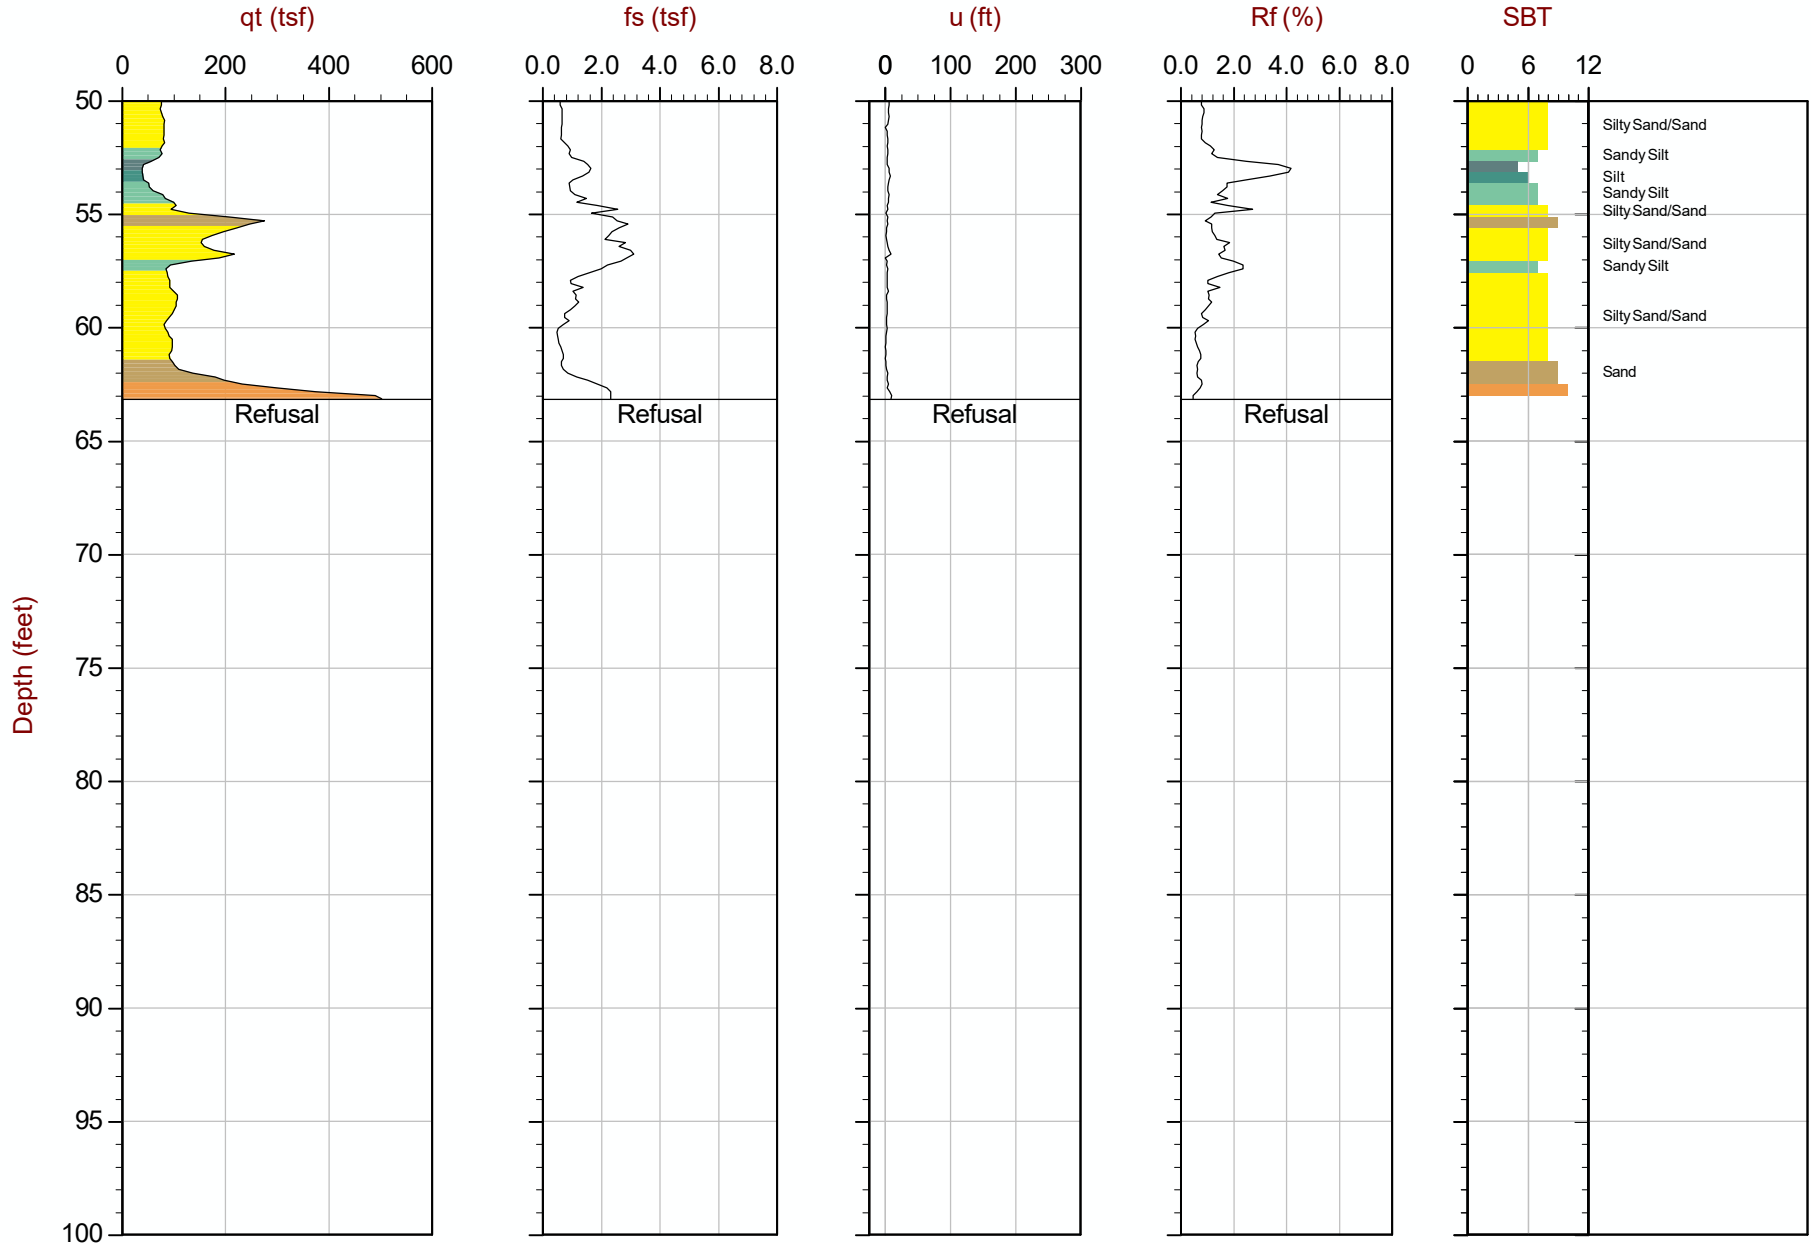 qt (tsf) fs (tsf) u (ft) Rf (%) SBT
0 200 400 600 0.0 2.0 4.0 6.0 8.0 0 100 200 300 0.0 2.0 4.0 6.0 8.0 0 6 12
50
Silty Sand/Sand
Sandy Silt
Silt
Sandy Silt
55
Silty Sand/Sand
Silty Sand/Sand
Sandy Silt
60
Silty Sand/Sand
Sand
Refusal Refusal Refusal Refusal
65
70
75
Depth (feet)
80
85
90
95
100